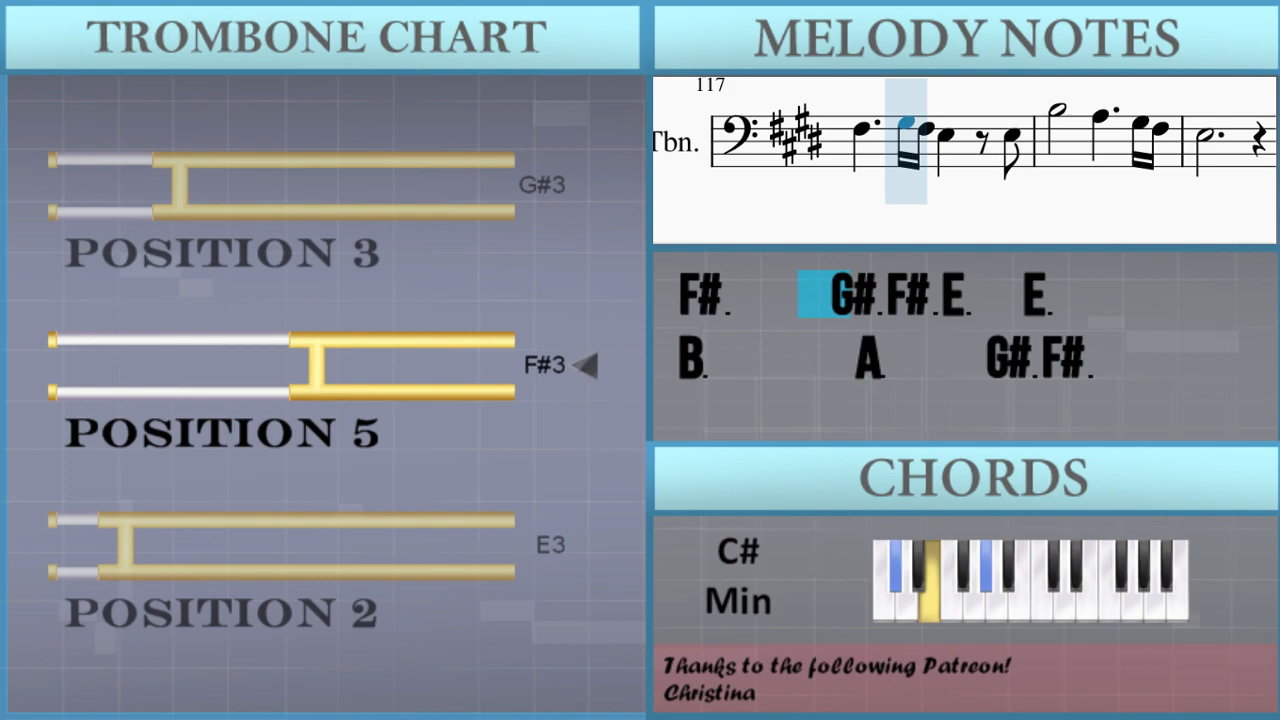 TROMBONE CHART
G#3
POSITION 3
F#3
POSITION 5
E3
POSITION 2
MELODY NOTES
117
Tbn.
F#. G#.F#.E. E.
B. A. G#.F#.
CHORDS
C#
Min
Thanks to the following Patreon!
Christina